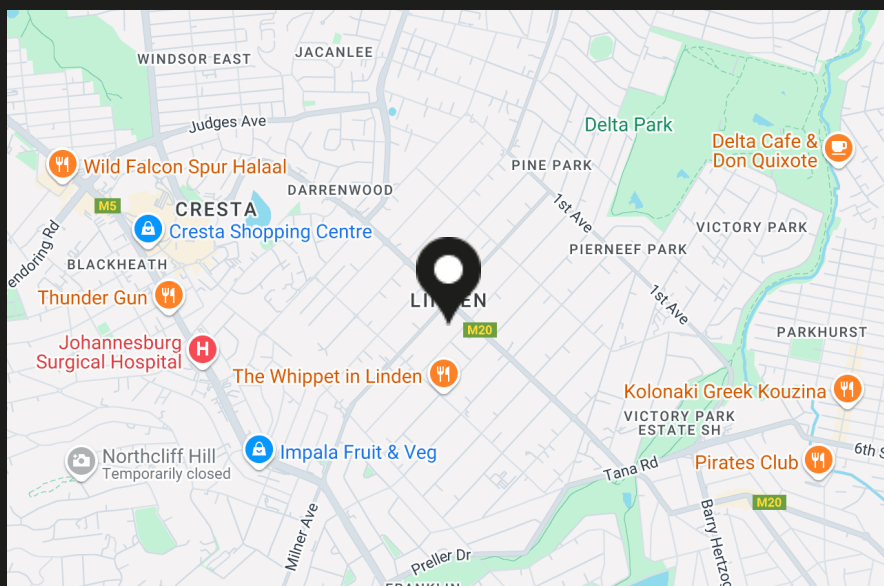 WINDSOR EAST
JACANLEE
Judges Ave
Delta Park
Delta Cafe &
Don Quixote
Wild Falcon Spur Halaal
PINE PARK
DARRENWOOD
M5
CRESTA
1st Ave
Cresta Shopping Centre
VICTORY PARK
PIERNEEF PARK
endoring Rd
BLACKHEATH
Thunder Gun
1st Ave
M20
PARKHURST
Johannesburg
Surgical Hospital
The Whippet in Linden
Kolonaki Greek Kouzina
VICTORY PARK
ESTATE SH
Impala Fruit & Veg
Northcliff Hill
Temporarily closed
6th S
Pirates Club
Tana Rd
M20
Milner Ave
Barry Hertzog
Preller Dr